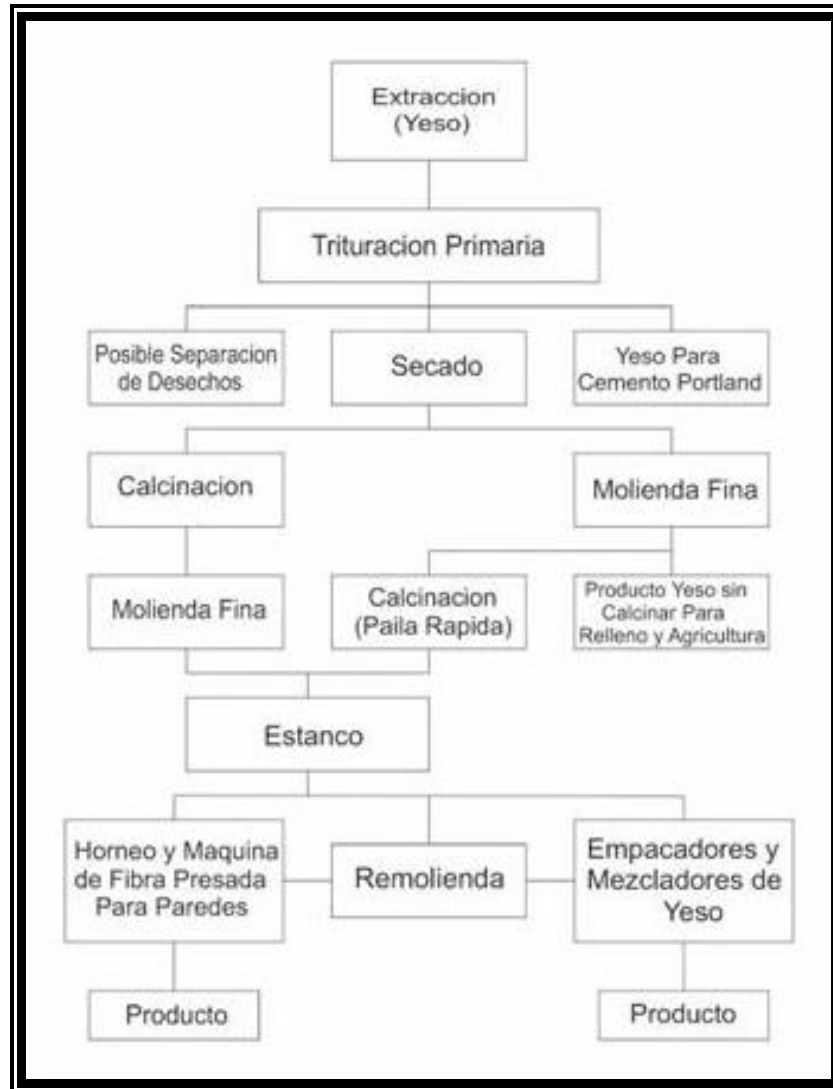 Extraccion
(Yeso)
Trituracion Primaria
Posible Separacion
de Desechos
Secado
Yeso Para
Cemento Portland
Calcinacion
Molienda Fina
Molienda Fina
Calcinacion
(Paila Rapida)
Producto Yeso sin
Calcinar Para
Relleno y Agricultura
Estanco
Horneo y Maquina
de Fibra Presada
Para Paredes
Remolienda
Empacadores y
Mezcladores de
Yeso
Producto
Producto